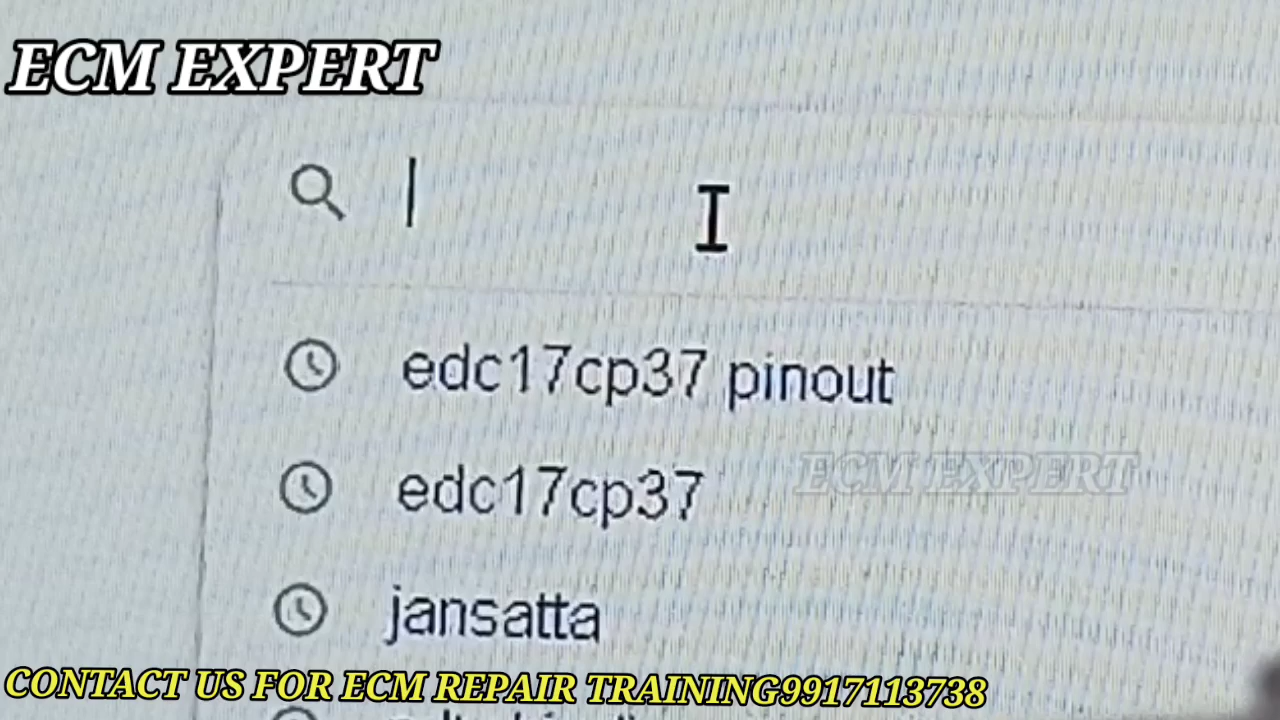 ECM EXPERT
edc17cp37 pinout
edc17cp37
ECM EXPERT
jansatta
CONTACT US FOR ECM REPAIR TRAINING9917113738